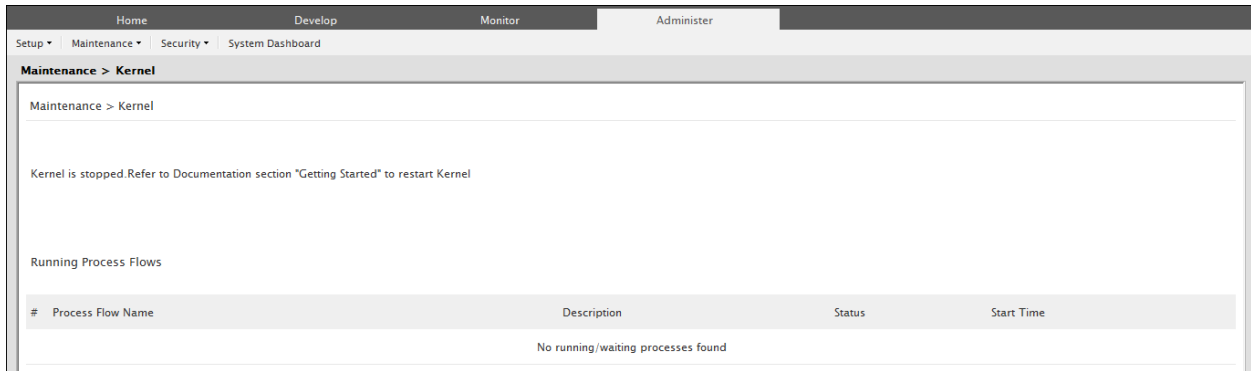 Home Develop Monitor Administer
Setup Maintenance Security System Dashboard
Maintenance > Kernel
Maintenance > Kernel
Kernel is stopped.Refer to Documentation section "Getting Started" to restart Kernel
Running Process Flows
# Process Flow Name Description Status Start Time
No running/waiting processes found